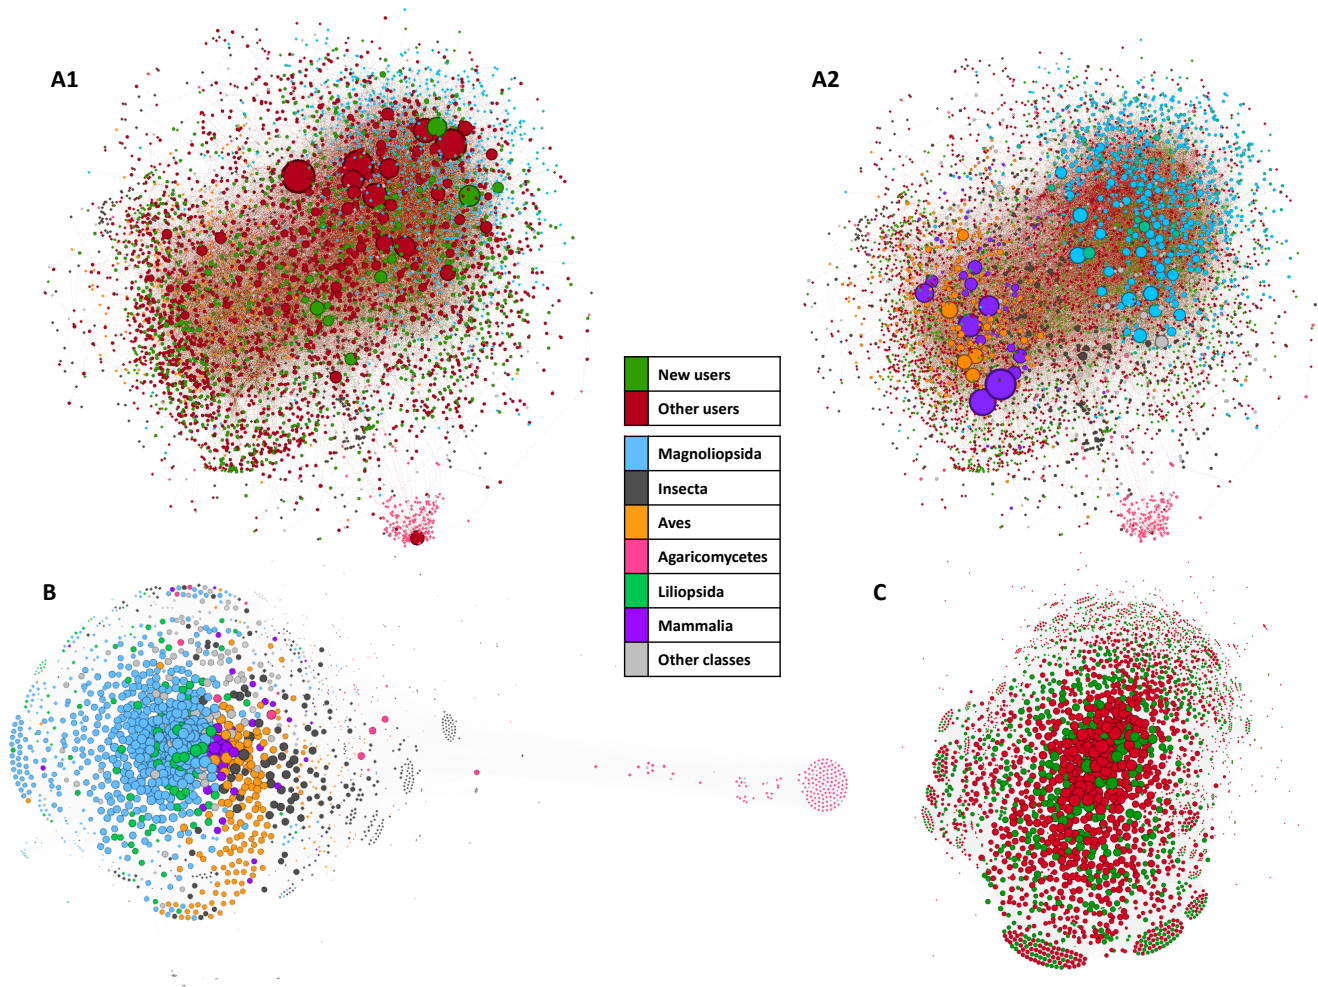 A1
A2
New users
Other users
Magnoliopsida
Insecta
Aves
Agaricomycetes
Liliopsida
Mammalia
Other classes
B
C